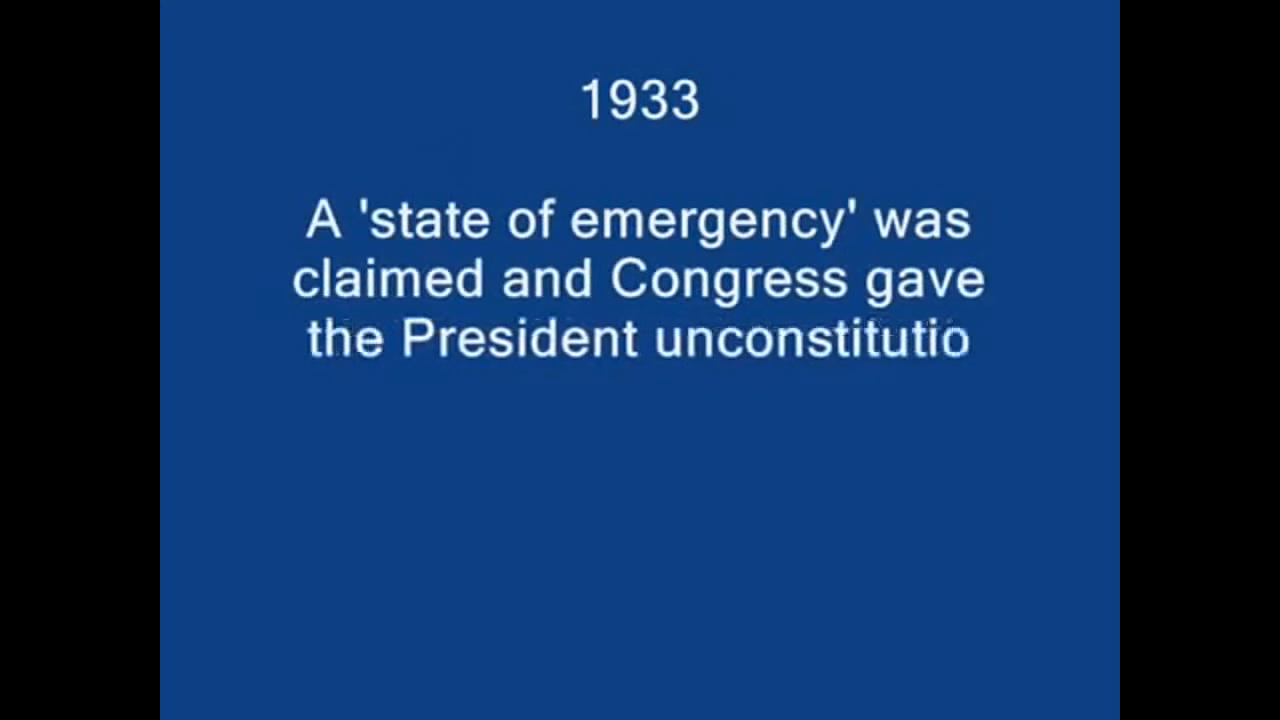 1933
A 'state of emergency' was
claimed and Congress gave
the President unconstitutio